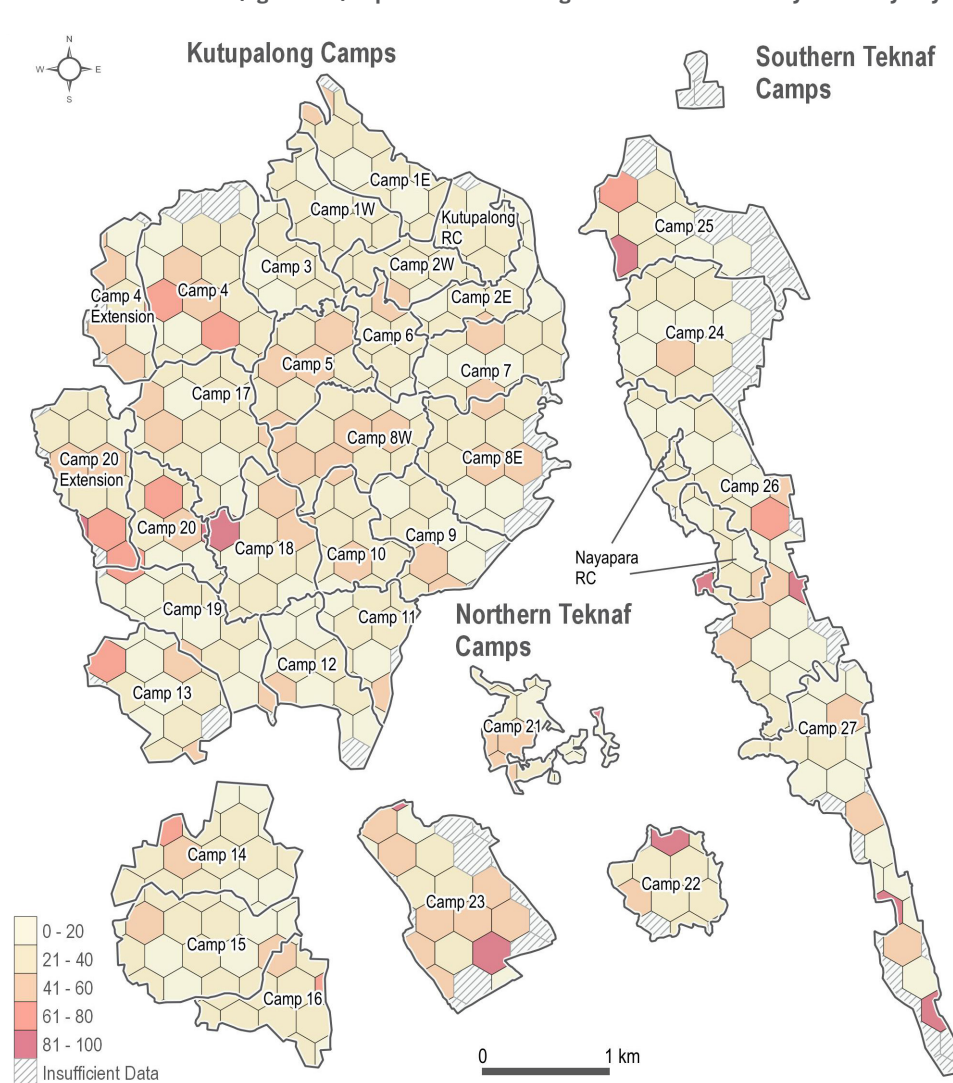 N
W E
S
Kutupalong Camps
Southern Teknaf
Camps
Camp 1E
Camp 1W
Kutupalong
RC
Camp 25
Camp 3
Camp 2W
Camp 4
Camp 4
Extension
Camp 2E
Camp 6
Camp 24
Camp 5
Camp 7
Camp 17
Camp 8W
Camp 20
Extension
Camp 8E
Camp 26
Camp 20
Camp 18
Camp 9
Camp 10
Nayapara
RC
Camp 19
Camp 11
Northern Teknaf
Camps
Camp 12
Camp 13
Camp 21
Camp 27
Camp 14
Camp 22
Camp 23
Camp 15
Camp 16
0 - 20
21 - 40
41 - 60
61 - 80
81 - 100
Insufficient Data
0 1 km